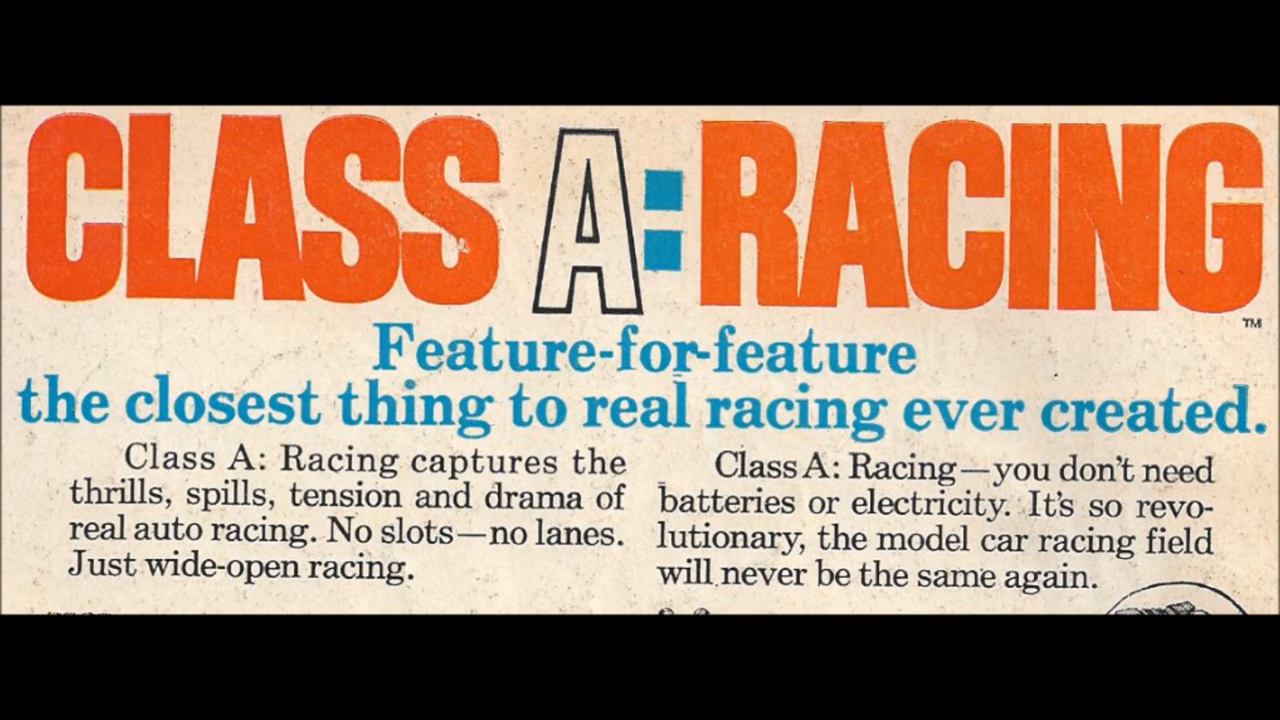 CLASS A: RACING
TM
Feature-for-feature
the closest thing to real racing ever created.
Class A: Racing captures the
thrills, spills, tension and drama of
real auto racing. No slots—no lanes.
Just wide-open racing.
Class A: Racing—you don't need
batteries or electricity. It's so revo-
lutionary, the model car racing field
will never be the same again.